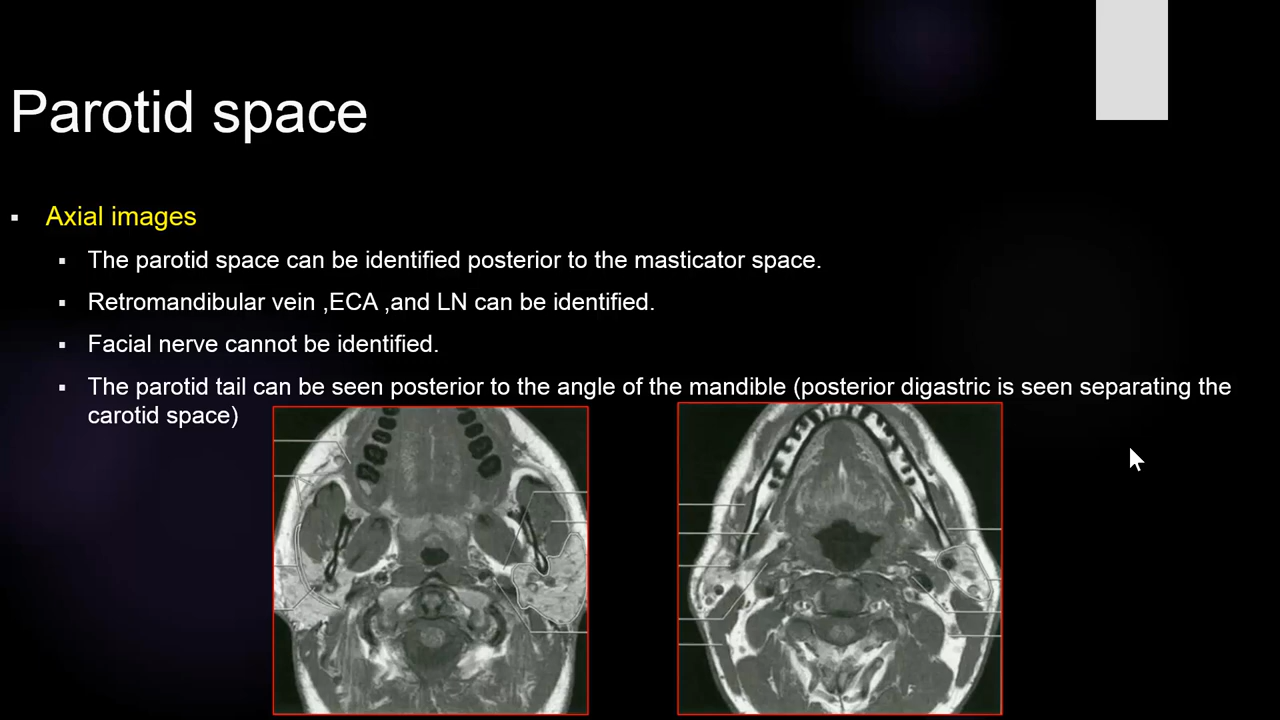 Parotid space
Axial images
The parotid space can be identified posterior to the masticator space.
Retromandibular vein ,ECA ,and LN can be identified.
Facial nerve cannot be identified.
The parotid tail can be seen posterior to the angle of the mandible (posterior digastric is seen separating the
carotid space)